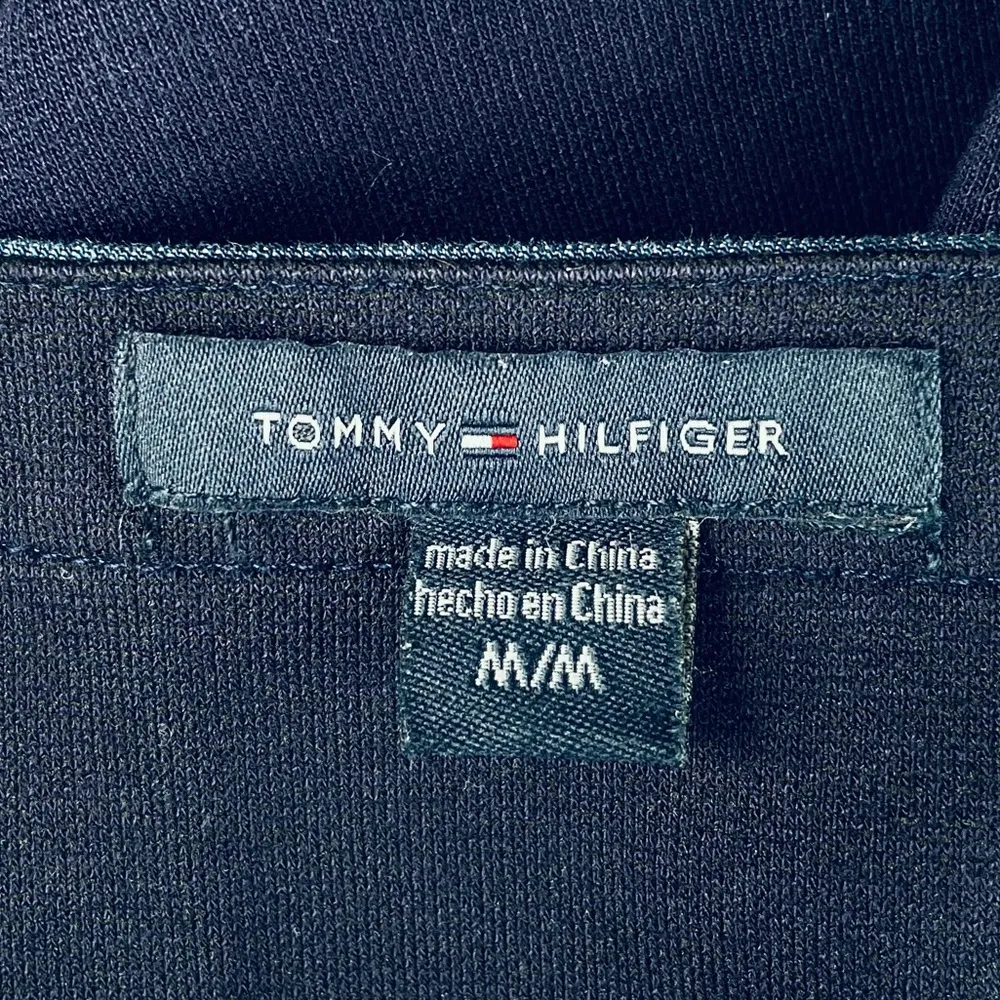 TOMMY HILFIGER
made in China
hecho en China
M/M